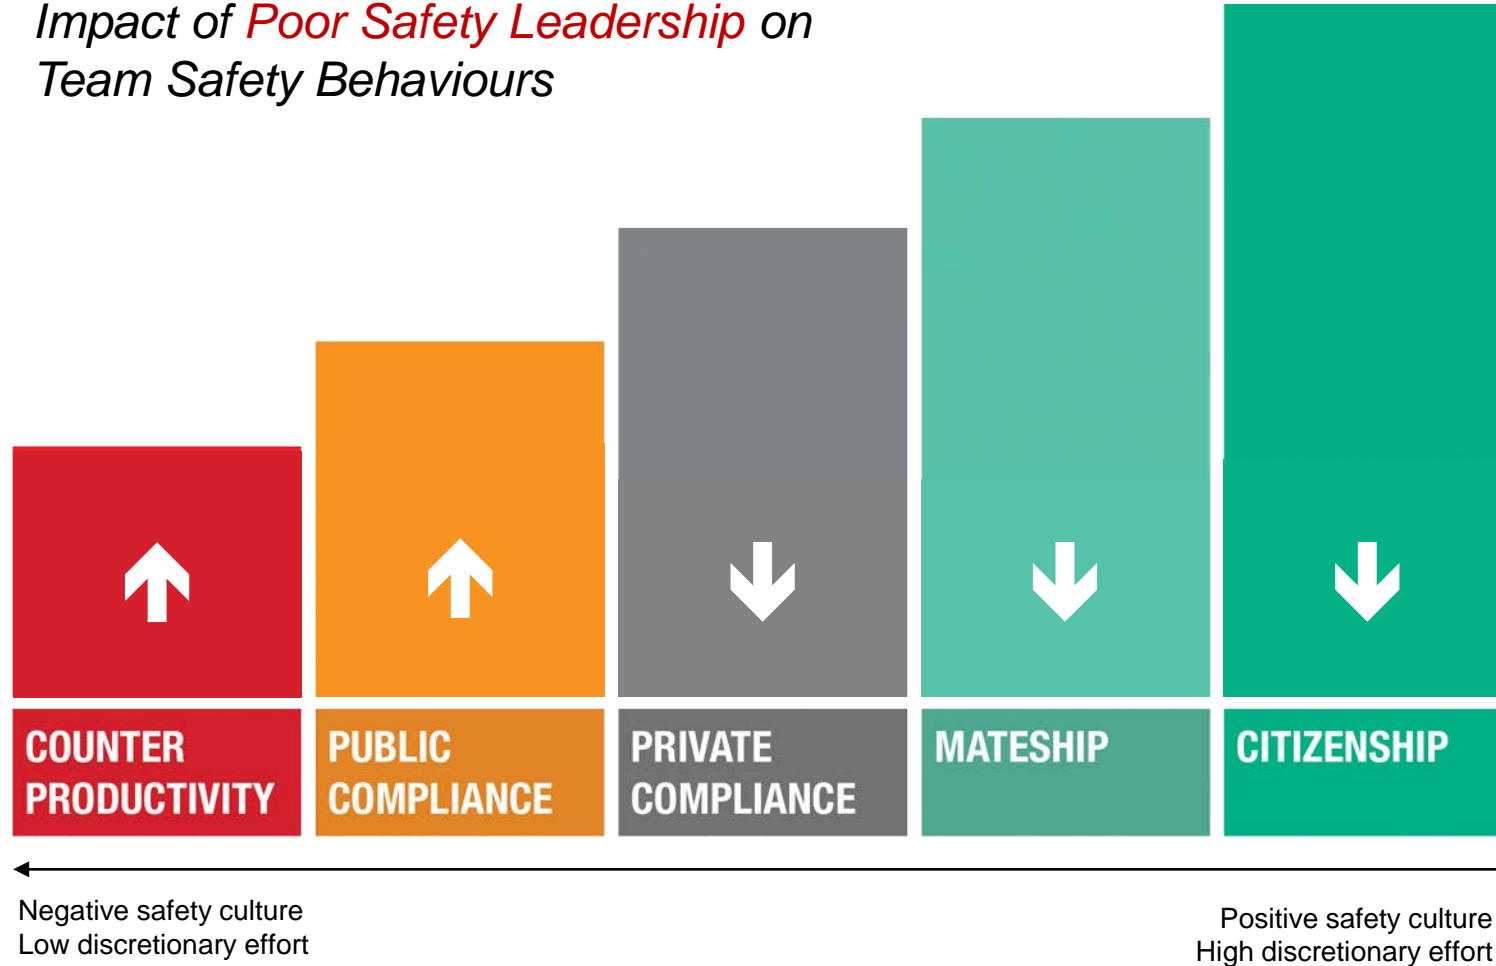 Impact of Poor Safety Leadership on
Team Safety Behaviours
COUNTER
PRODUCTIVITY
PUBLIC
COMPLIANCE
PRIVATE
COMPLIANCE
MATESHIP
CITIZENSHIP
Negative safety culture
Low discretionary effort
Positive safety culture
High discretionary effort